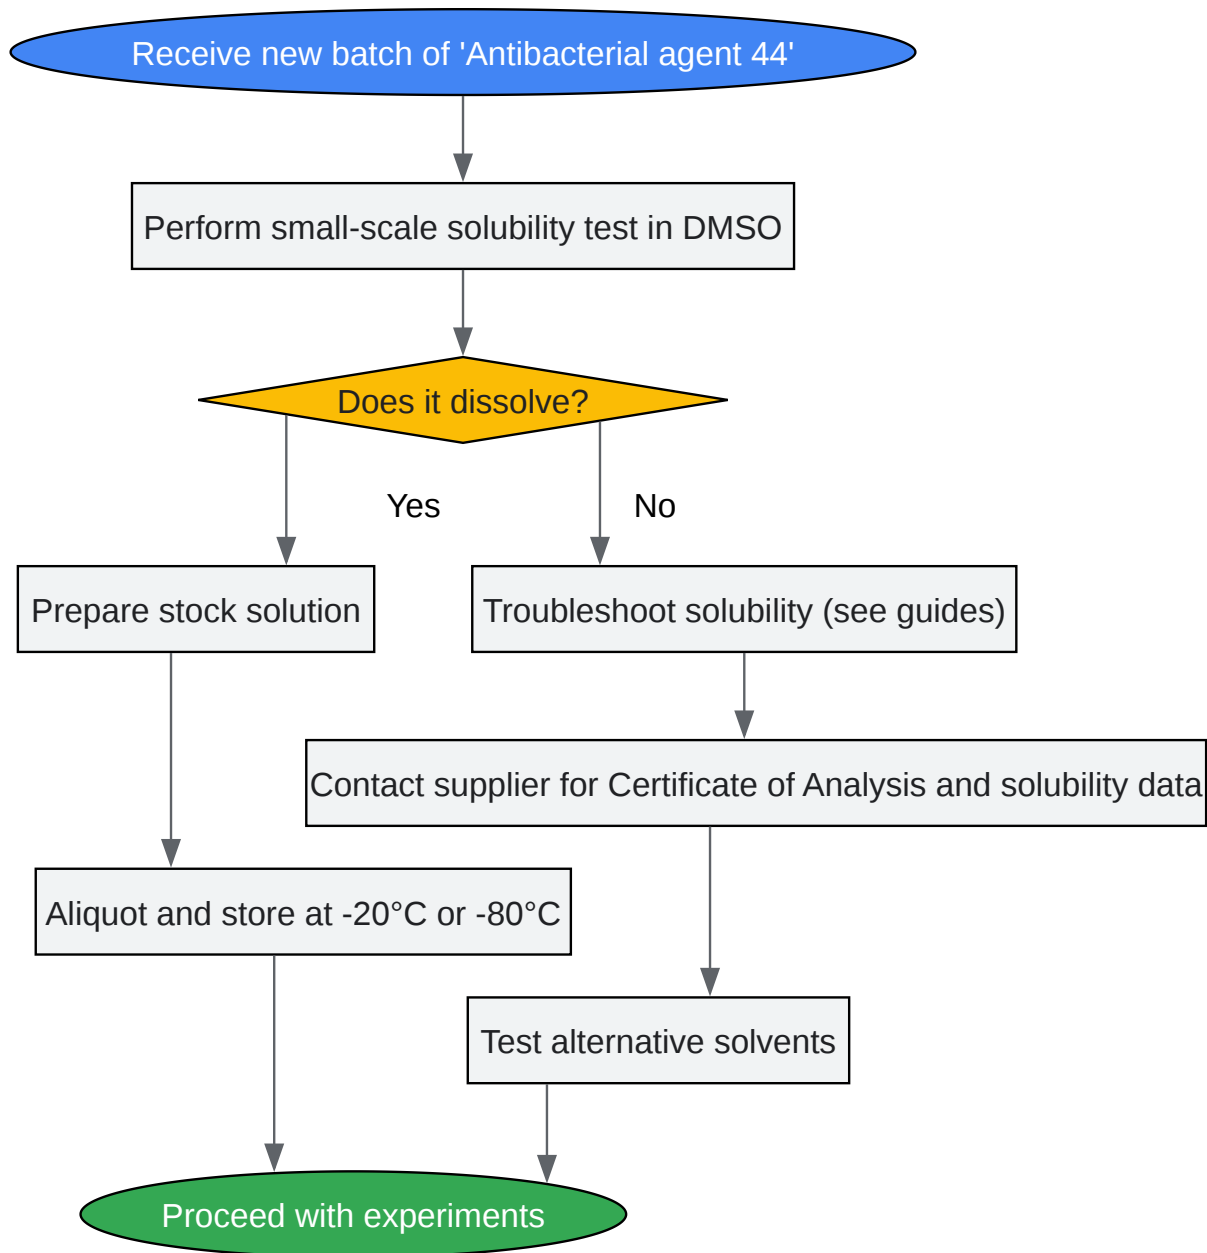 Receive new batch of 'Antibacterial agent 44'
Perform small-scale solubility test in DMSO
Does it dissolve?
Yes
No
Prepare stock solution
Troubleshoot solubility (see guides)
Contact supplier for Certificate of Analysis and solubility data
Aliquot and store at -20°C or -80°C
Test alternative solvents
Proceed with experiments